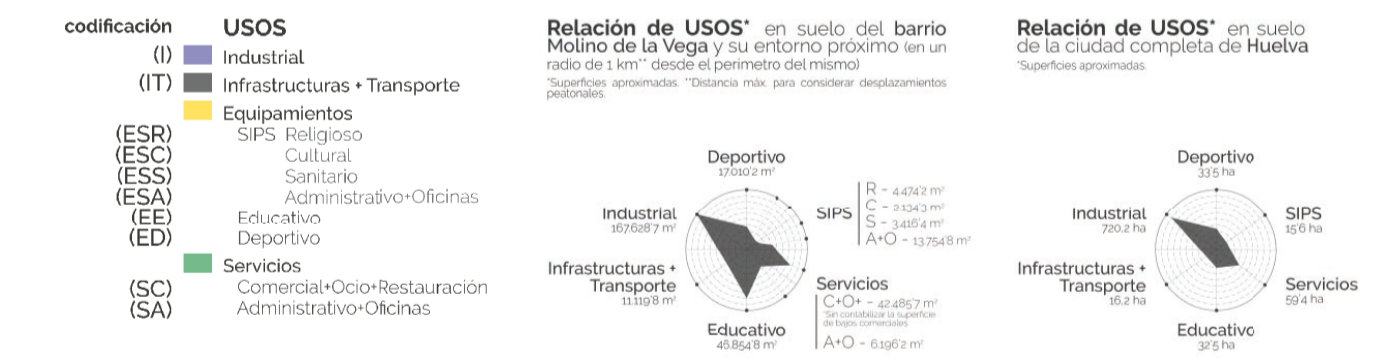 codificación USOS
(I) Industrial
(IT) Infrastructuras + Transporte
Equipamientos
(ESR) SIPS Religioso
(ESC) Cultural
(ESS) Sanitario
(ESA) Administrativo+Oficinas
(EE) Educativo
(ED) Deportivo
Servicios
(SC) Comercial+Ocio+Restauración
(SA) Administrativo+Oficinas
Relación de USOS* en suelo del barrio
Molino de la Vega y su entorno próximo (en un
radio de 1 km** desde el perimetro del mismo)
*Superficies aproximadas. **Distancia máx. para considerar desplazamientos
peatonales.
Deportivo
17.010'2 m²
SIPS
R - 4.474'2 m²
C - 2.134'3 m²
S - 3.416'4 m²
A+O - 13.754'8 m²
Servicios
C+O+ - 42.485'7 m²
*Sin contabilizar la superficie
de bajos comerciales
A+O - 6.196'2 m²
Educativo
46.854'8 m²
Infrastructuras +
Transporte
11.119'8 m²
Industrial
167.628'7 m²
Relación de USOS* en suelo
de la ciudad completa de Huelva
*Superficies aproximadas.
Deportivo
33'5 ha
SIPS
15'6 ha
Servicios
59'4 ha
Educativo
32'5 ha
Infrastructuras +
Transporte
16.2 ha
Industrial
720.2 ha